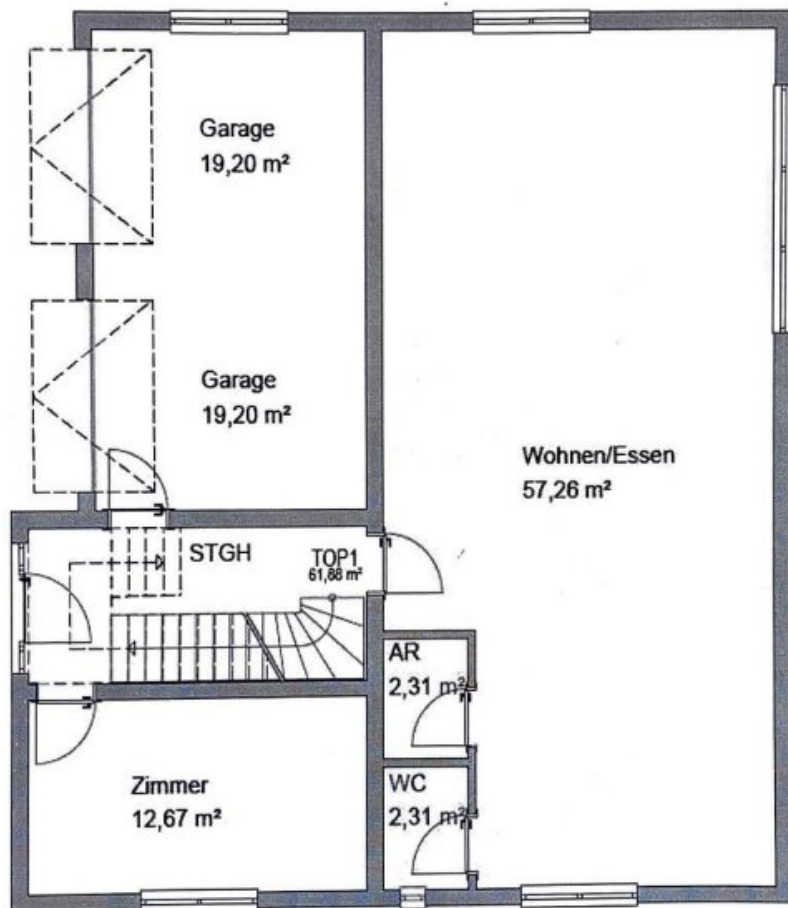 Garage
19,20 m²
Garage
19,20 m²
Wohnen/Essen
57,26 m²
STGH
TOP1
61,88 m²
AR
2,31 m²
WC
2,31 m²
Zimmer
12,67 m²